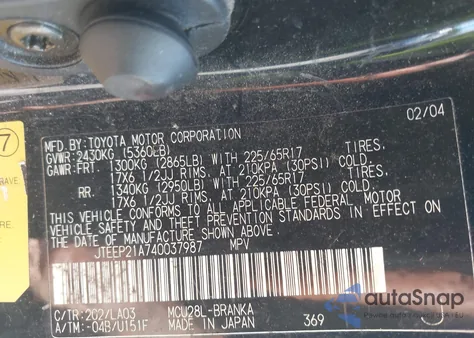 02/04
MFD.BY:TOYOTA MOTOR CORPORATION
GVWR: 2430KG (5360LB)
GAWR: FRT. 1300KG (2865LB) WITH 225/65R17 TIRES.
17X6 1/2JJ RIMS, AT 210KPA (30PSI) COLD.
RR. 1340KG (2950LB) WITH 225/65R17 TIRES.
17X6 1/2JJ RIMS, AT 210KPA (30PSI) COLD.
THIS VEHICLE CONFORMS TO ALL APPLICABLE FEDERAL MOTOR
VEHICLE SAFETY AND THEFT PREVENTION STANDARDS IN EFFECT ON
THE DATE OF MANUFACTURE SHOWN ABOVE.
JTEEP21A740037987 MPV
C/TR:202/LA03 MCU28L-BRANKA
A/TM:-04B/U151F MADE IN JAPAN 369
7
RAVE
autoSnap